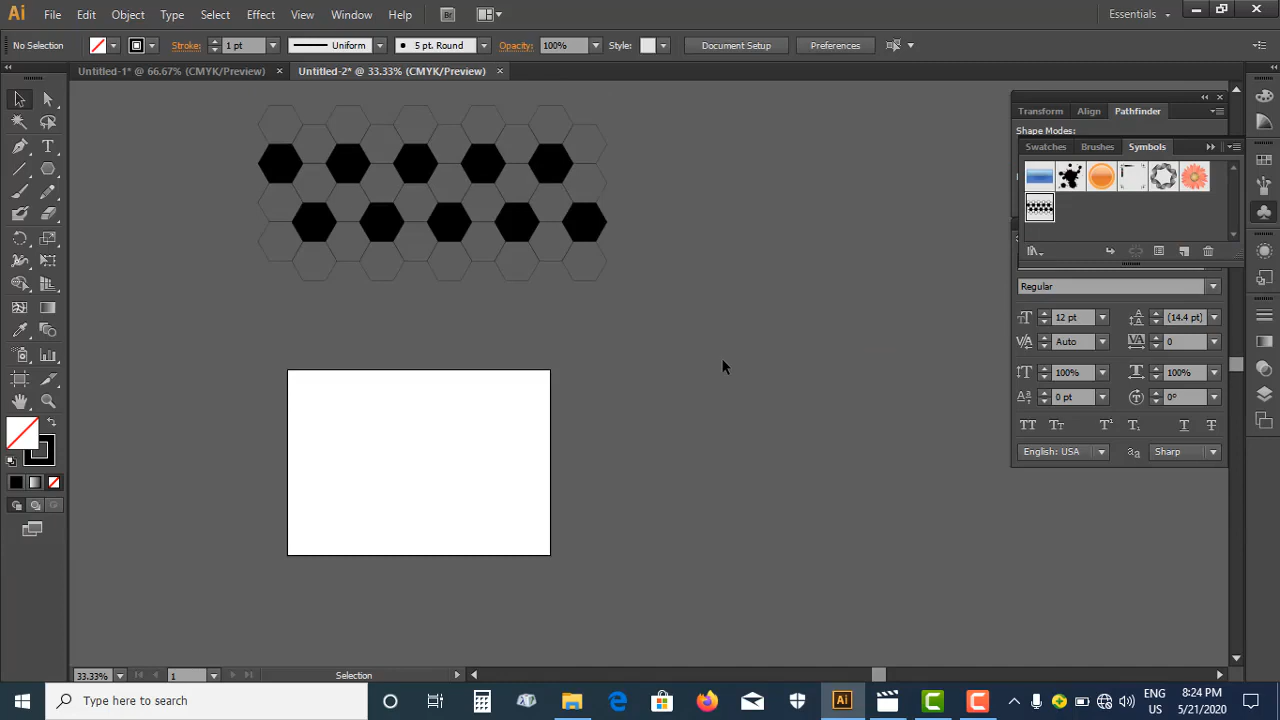 Ai File Edit Object Type Select Effect View Window Help Br Essentials
No Selection Stroke: 1 pt Uniform 5 pt. Round Opacity: 100% Style: Document Setup Preferences
Untitled-1* @ 66.67% (CMYK/Preview) × Untitled-2* @ 33.33% (CMYK/Preview) ×
Transform Align Pathfinder
Shape Modes:
Swatches Brushes Symbols
Regular
12 pt (14.4 pt)
Auto 0
100% 100%
0 pt 0°
English: USA Sharp
33.33% 1 Selection
Type here to search
Ai
ENG
US
8:24 PM
5/21/2020